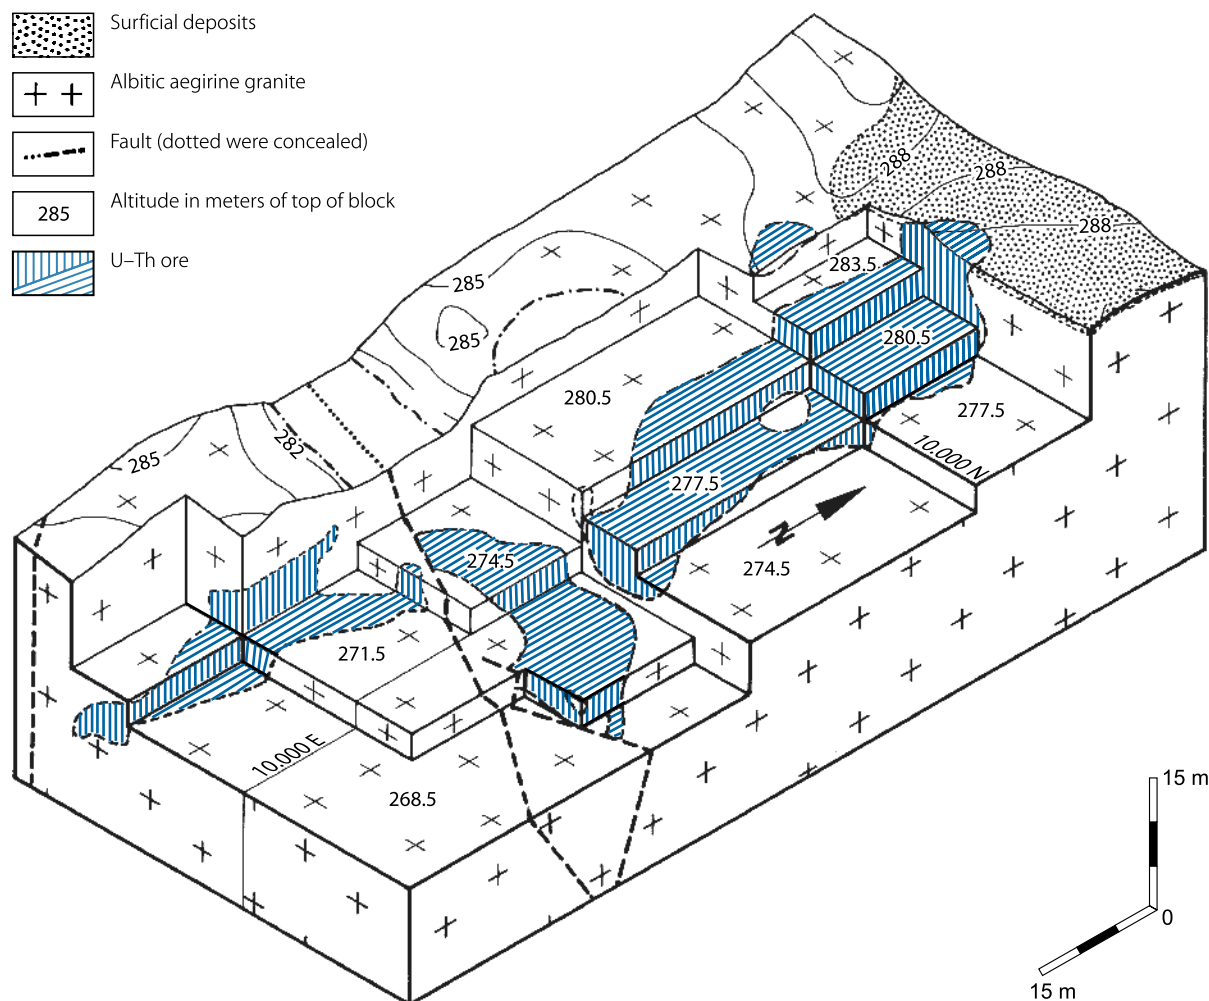 Surficial deposits
Albitic aegirine granite
Fault (dotted were concealed)
285
Altitude in meters of top of block
U–Th ore
288
288
288
283.5
285
285
280.5
280.5
277.5
10.000 N
285
282
277.5
N
274.5
274.5
271.5
10.000 E
268.5
15 m
0
15 m